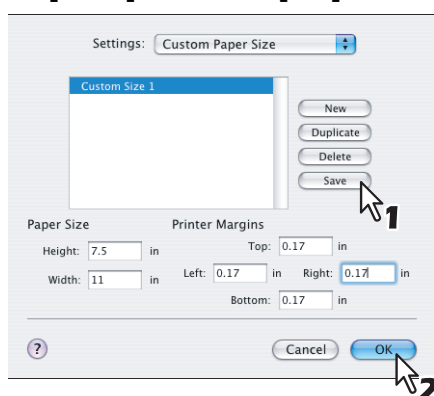 Settings: Custom Paper Size
Custom Size 1
New
Duplicate
Delete
Save
1
Paper Size
Height: 7.5 in
Width: 11 in
Printer Margins
Top: 0.17 in
Left: 0.17 in Right: 0.17 in
Bottom: 0.17 in
? Cancel OK
2